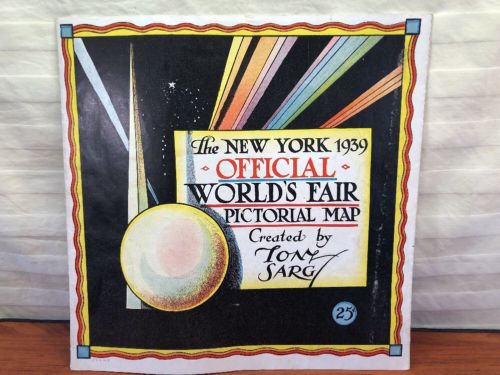 The NEW YORK 1939
OFFICIAL
WORLD'S FAIR
PICTORIAL MAP
Created by
TONY
SARG
25¢